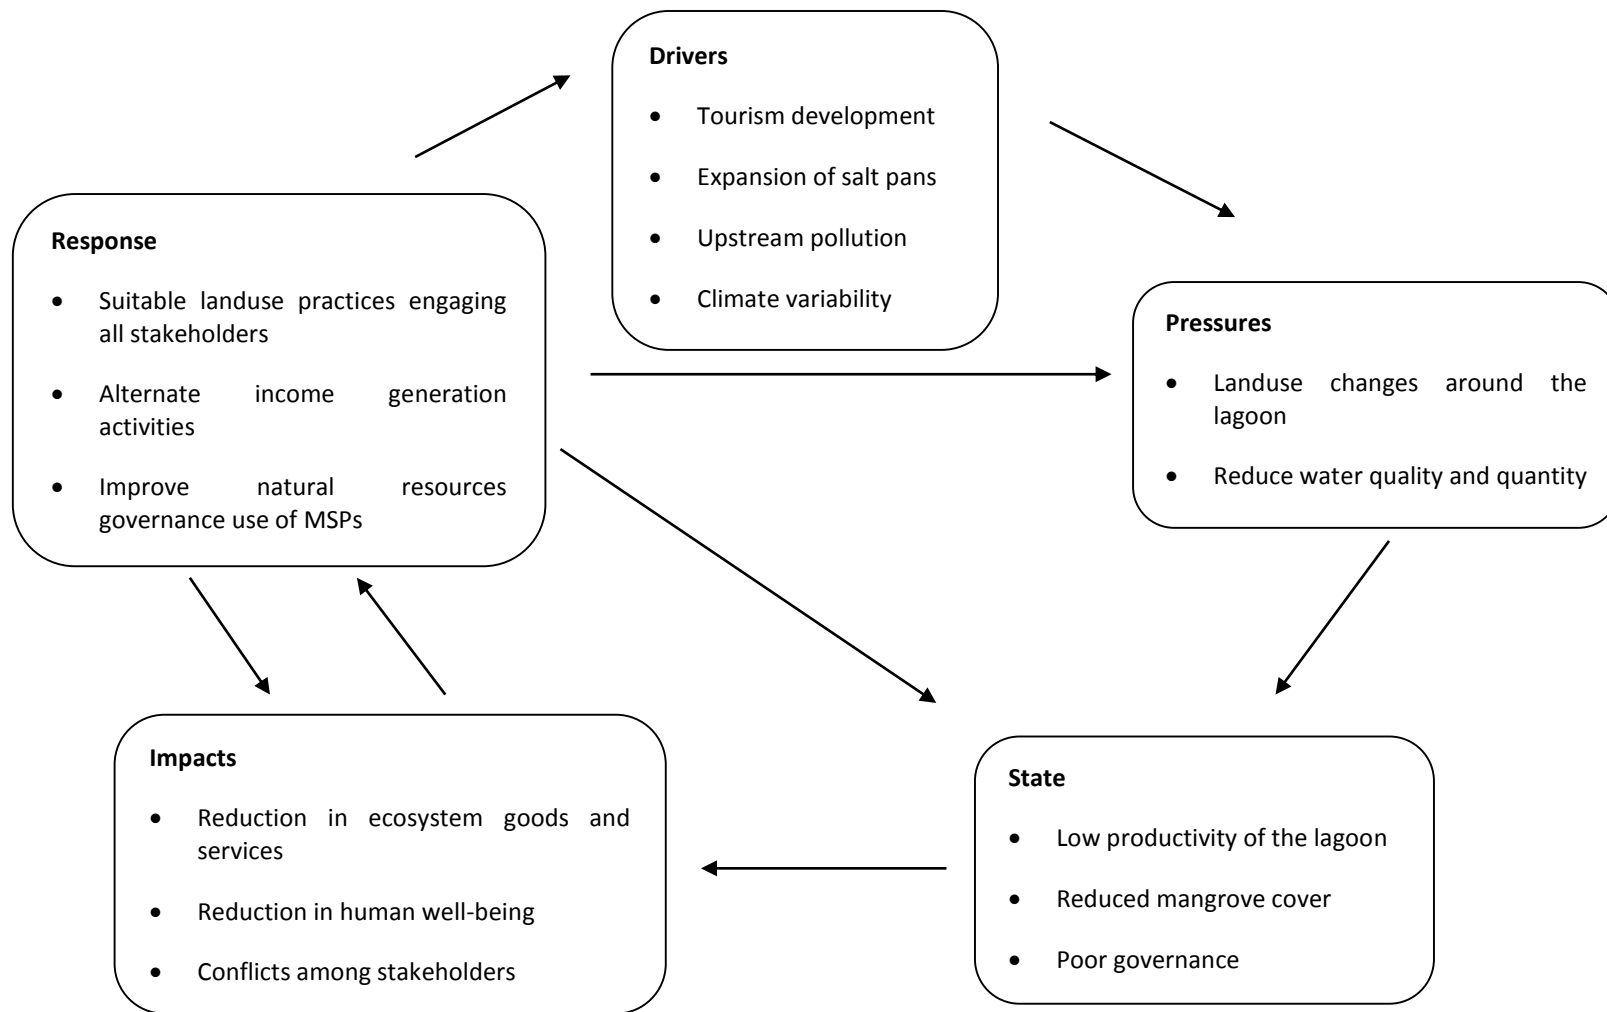 Drivers
• Tourism development
• Expansion of salt pans
• Upstream pollution
• Climate variability
Response
• Suitable landuse practices engaging
all stakeholders
• Alternate income generation
activities
• Improve natural resources
governance use of MSPs
Pressures
• Landuse changes around the
lagoon
• Reduce water quality and quantity
Impacts
• Reduction in ecosystem goods and
services
• Reduction in human well-being
• Conflicts among stakeholders
State
• Low productivity of the lagoon
• Reduced mangrove cover
• Poor governance